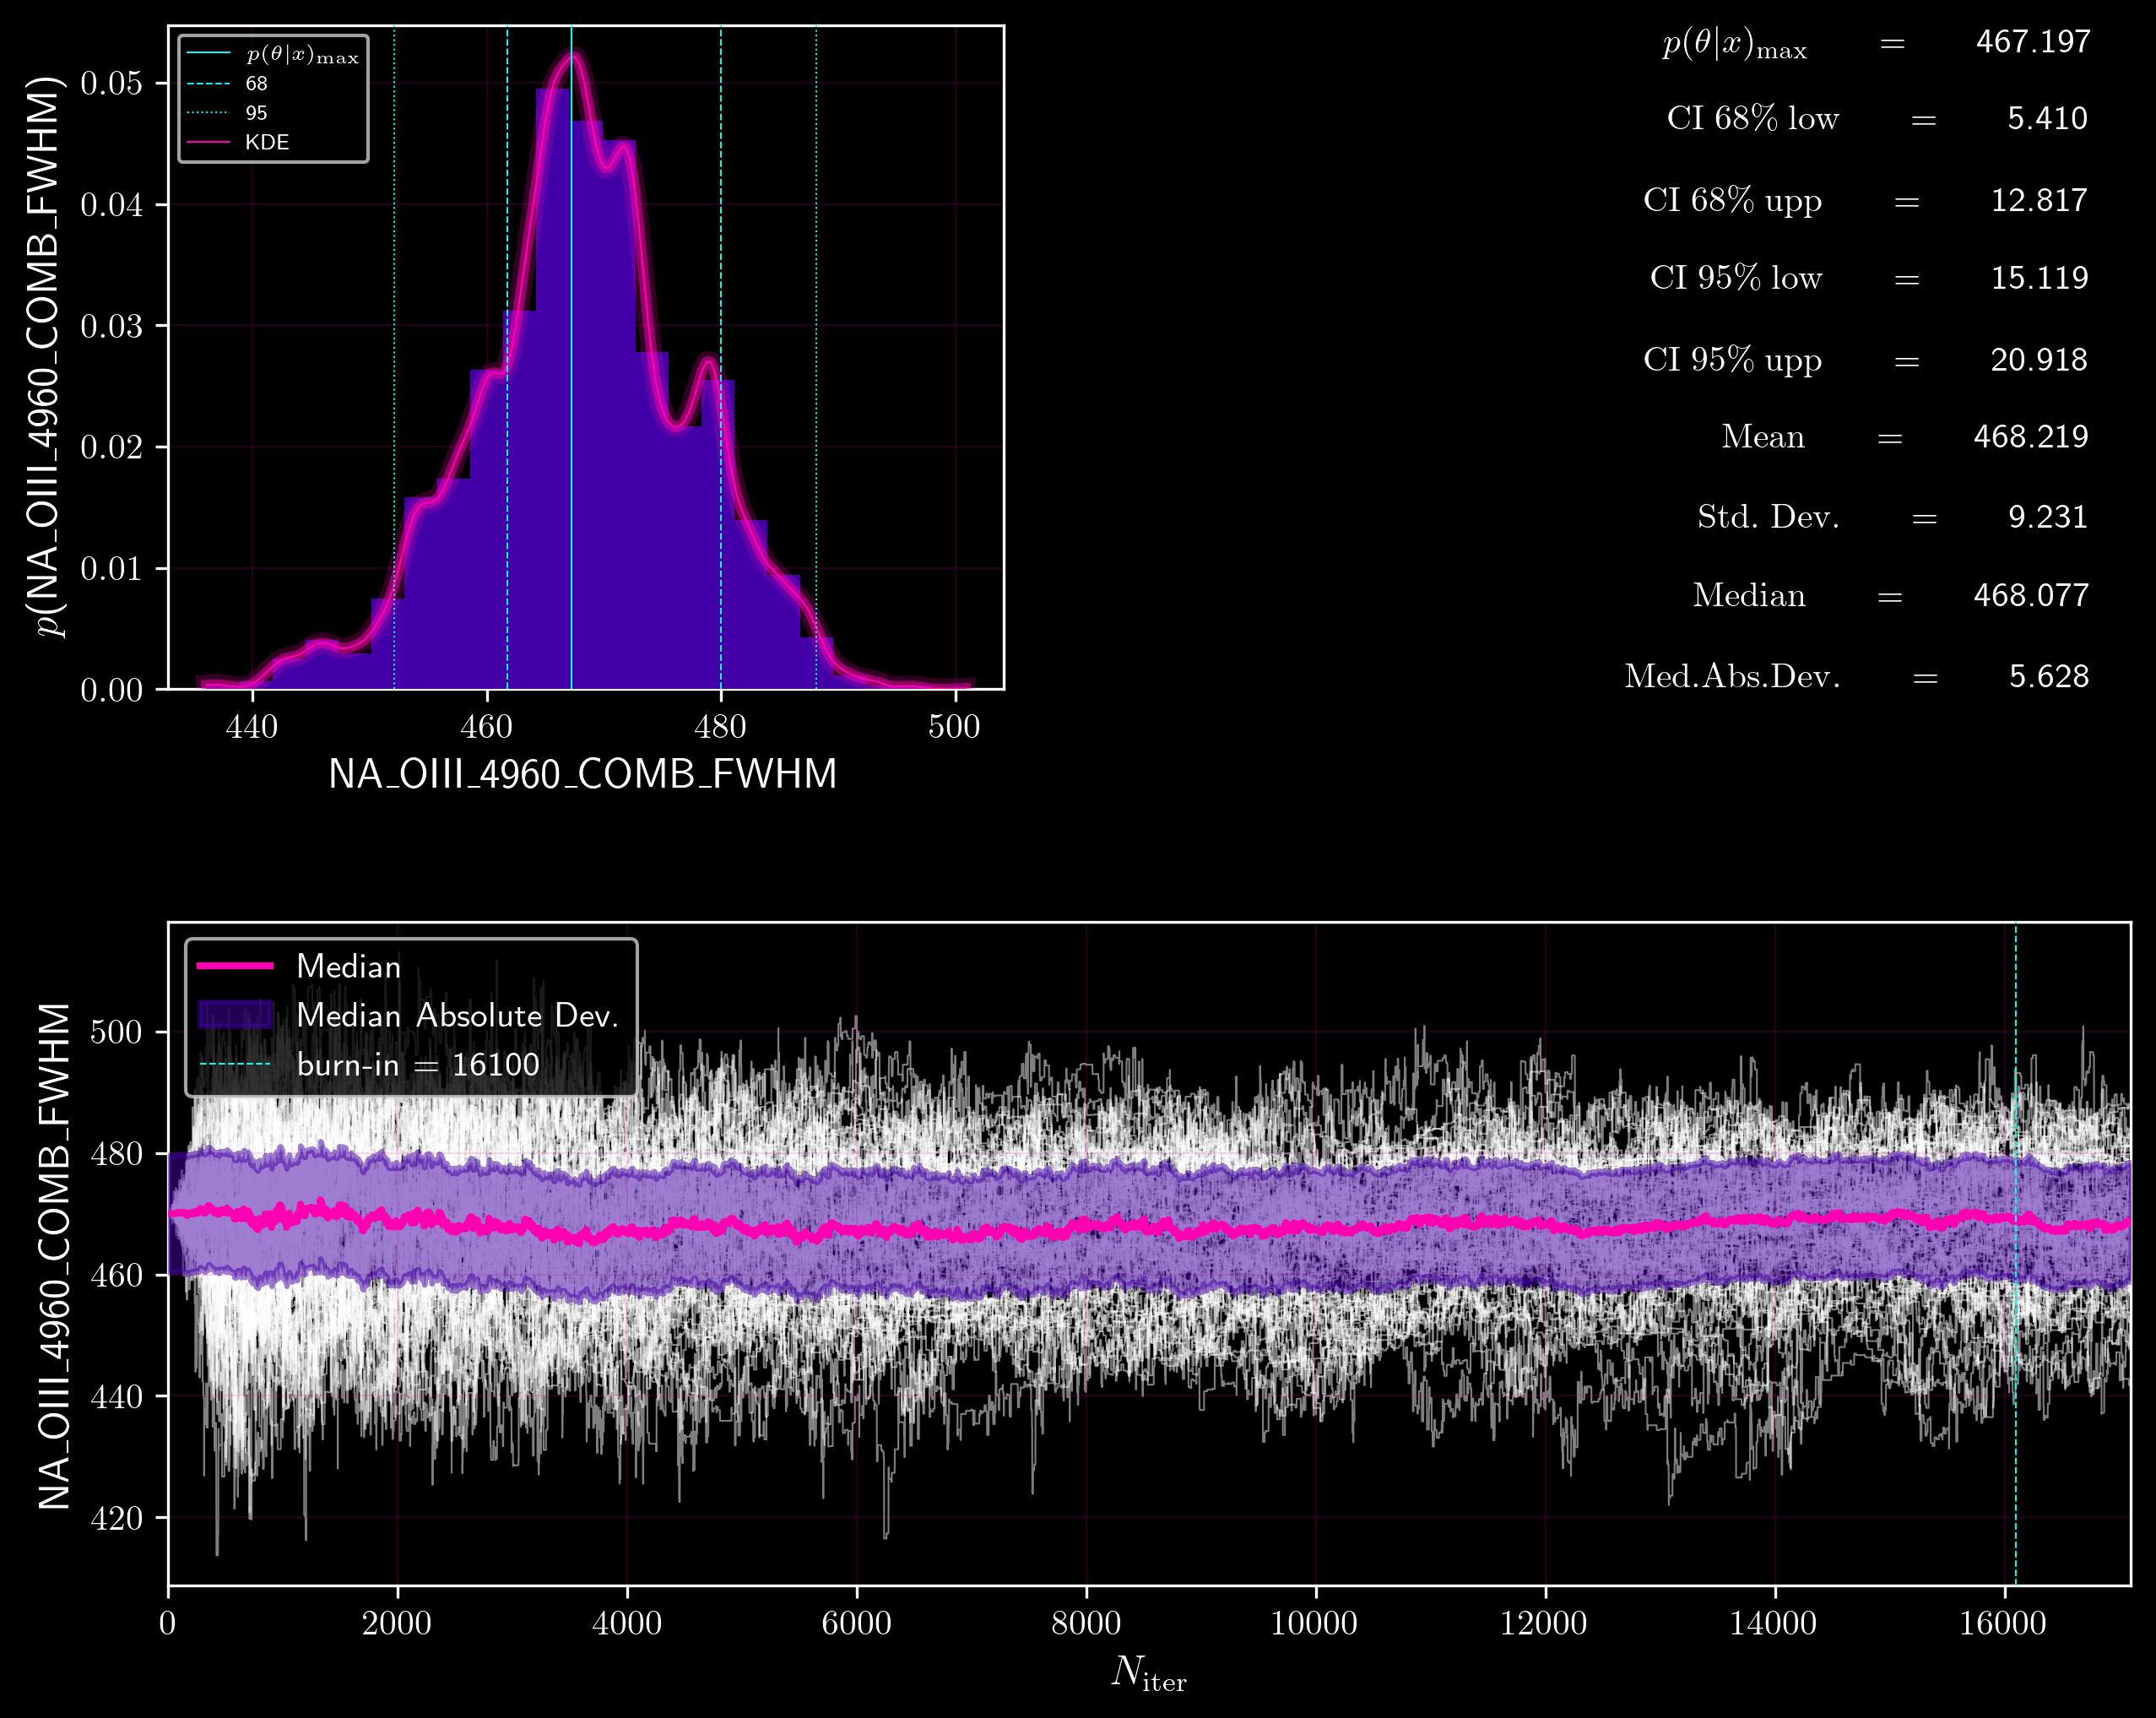 p(θ|x)max
68
95
KDE
p(NA_OIII_4960_COMB_FWHM)
0.05
0.04
0.03
0.02
0.01
0.00
440 460 480 500
NA_OIII_4960_COMB_FWHM
p(θ|x)max = 467.197
CI 68% low = 5.410
CI 68% upp = 12.817
CI 95% low = 15.119
CI 95% upp = 20.918
Mean = 468.219
Std. Dev. = 9.231
Median = 468.077
Med.Abs.Dev. = 5.628
Median
Median Absolute Dev.
burn-in = 16100
NA_OIII_4960_COMB_FWHM
500
480
460
440
420
0 2000 4000 6000 8000 10000 12000 14000 16000
Niter